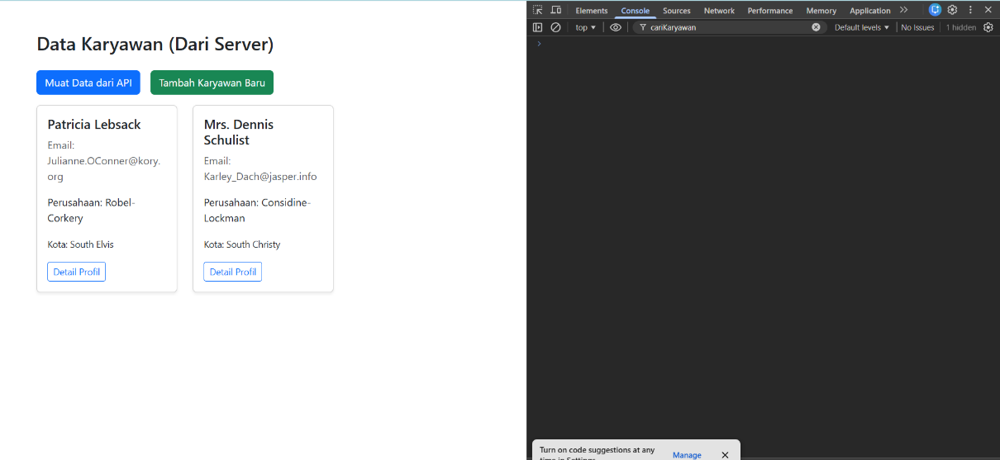 Data Karyawan (Dari Server)
Muat Data dari API
Tambah Karyawan Baru
Patricia Lebsack
Email:
Julianne.OConner@kory.
org
Perusahaan: Robel-
Corkery
Kota: South Elvis
Detail Profil
Mrs. Dennis
Schulist
Email:
Karley_Dach@jasper.info
Perusahaan: Considine-
Lockman
Kota: South Christy
Detail Profil
Elements Console Sources Network Performance Memory Application
top cariKaryawan Default levels No Issues 1 hidden
Turn on code suggestions at any
time in Settings
Manage